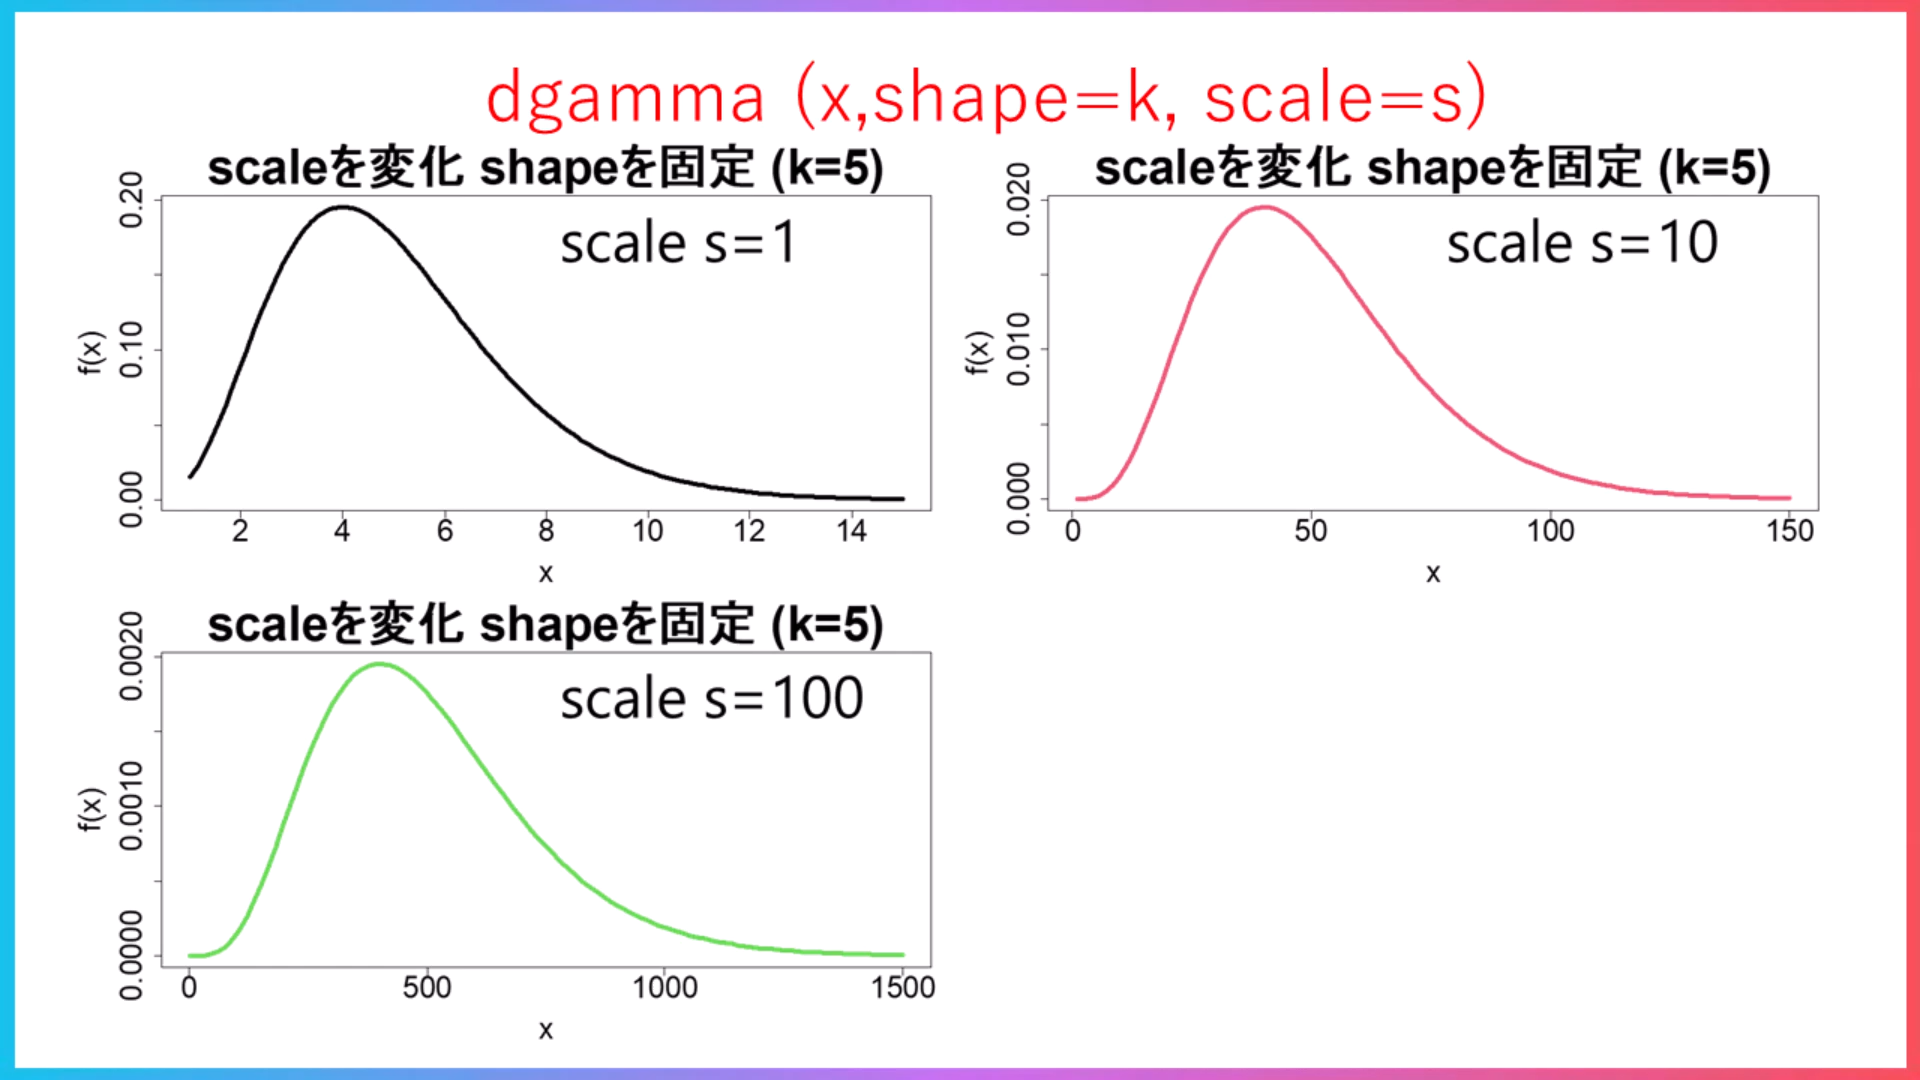 dgamma (x,shape=k, scale=s)
scaleを変化 shapeを固定 (k=5)
scale s=1
f(x)
0.00 0.10 0.20
2 4 6 8 10 12 14
x
scaleを変化 shapeを固定 (k=5)
scale s=10
f(x)
0.000 0.010 0.020
0 50 100 150
x
scaleを変化 shapeを固定 (k=5)
scale s=100
f(x)
0.0000 0.0010 0.0020
0 500 1000 1500
x